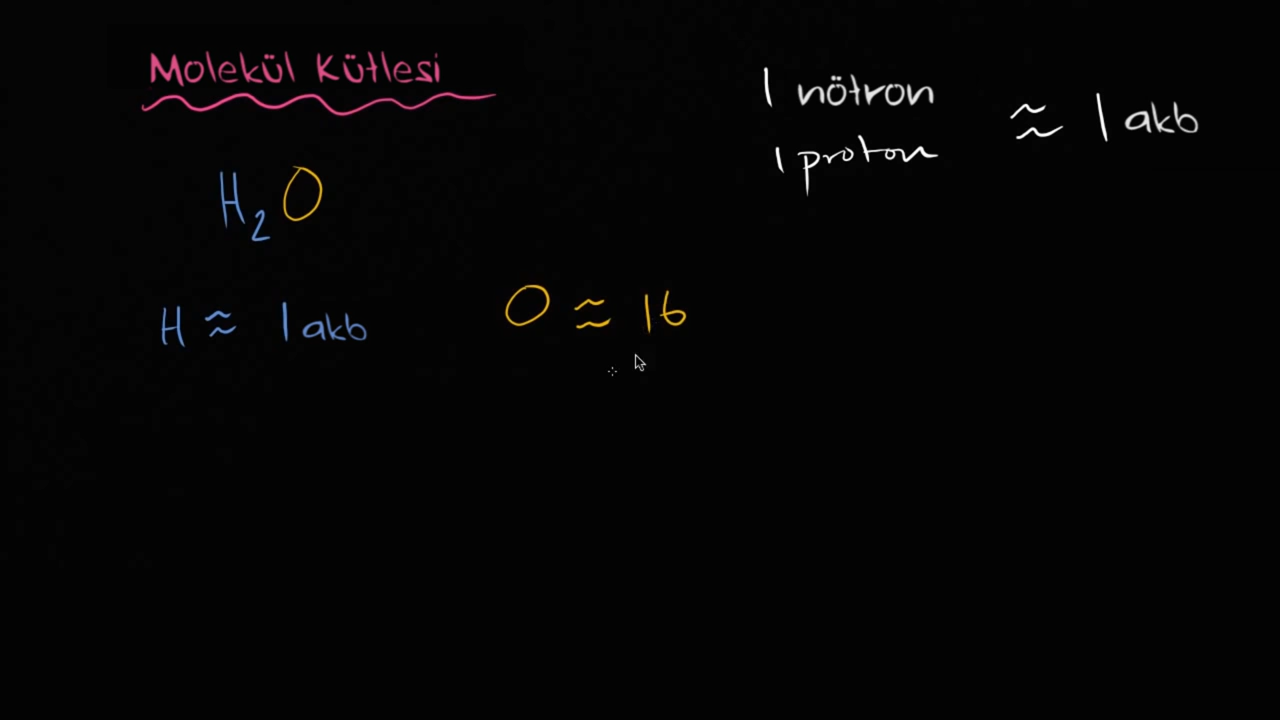 Molekül Kütlesi
1 nötron
1 proton
≈ 1 akb
H₂O
H ≈ 1 akb
O ≈ 16